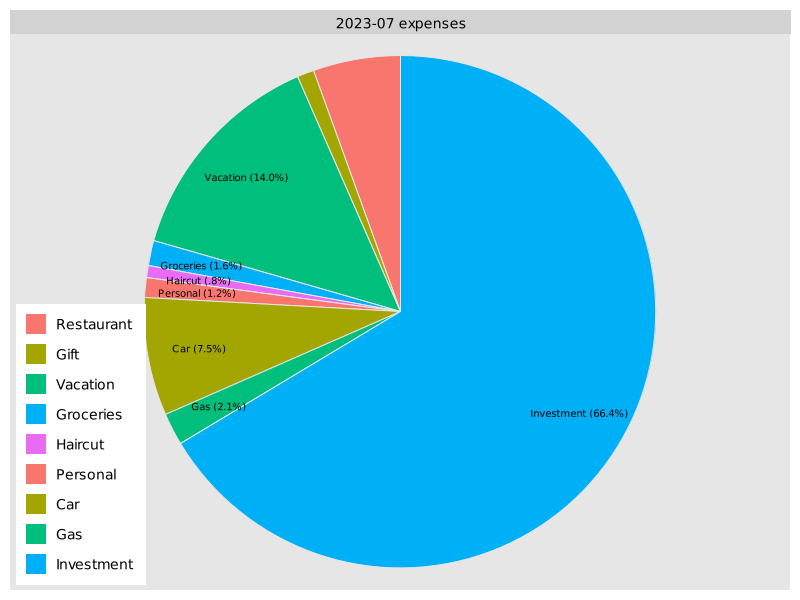 2023-07 expenses
Vacation (14.0%)
Groceries (1.6%)
Haircut (.8%)
Personal (1.2%)
Car (7.5%)
Gas (2.1%)
Investment (66.4%)
Restaurant
Gift
Vacation
Groceries
Haircut
Personal
Car
Gas
Investment